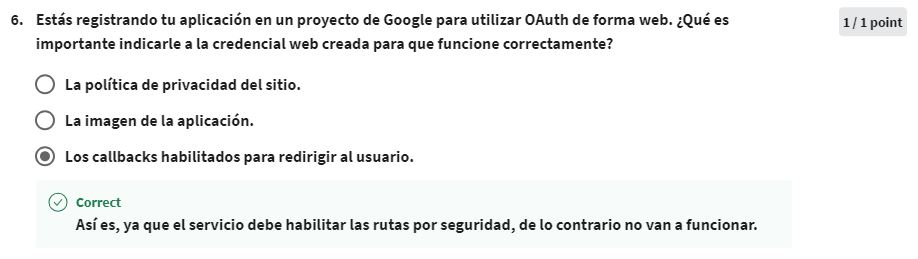 6. Estás registrando tu aplicación en un proyecto de Google para utilizar OAuth de forma web. ¿Qué es
importante indicarle a la credencial web creada para que funcione correctamente?
1 / 1 point
La política de privacidad del sitio.
La imagen de la aplicación.
Los callbacks habilitados para redirigir al usuario.
Correct
Así es, ya que el servicio debe habilitar las rutas por seguridad, de lo contrario no van a funcionar.